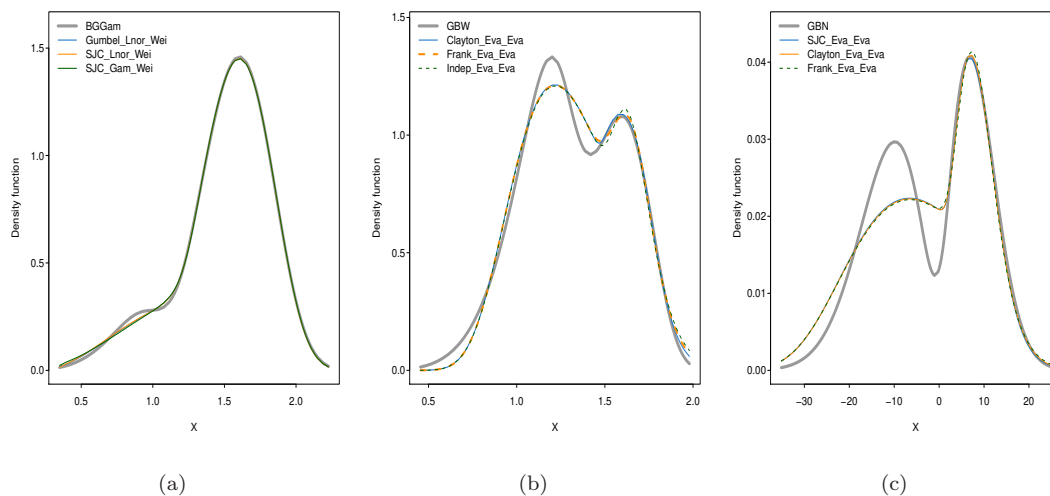 BGGam
Gumbel_Lnor_Wei
SJC_Lnor_Wei
SJC_Gam_Wei
Density function
1.5
1.0
0.5
0.0
0.5 1.0 1.5 2.0
X
(a)
GBW
Clayton_Eva_Eva
Frank_Eva_Eva
Indep_Eva_Eva
Density function
1.5
1.0
0.5
0.0
0.5 1.0 1.5 2.0
X
(b)
GBN
SJC_Eva_Eva
Clayton_Eva_Eva
Frank_Eva_Eva
Density function
0.04
0.03
0.02
0.01
0.00
−30 −20 −10 0 10 20
X
(c)